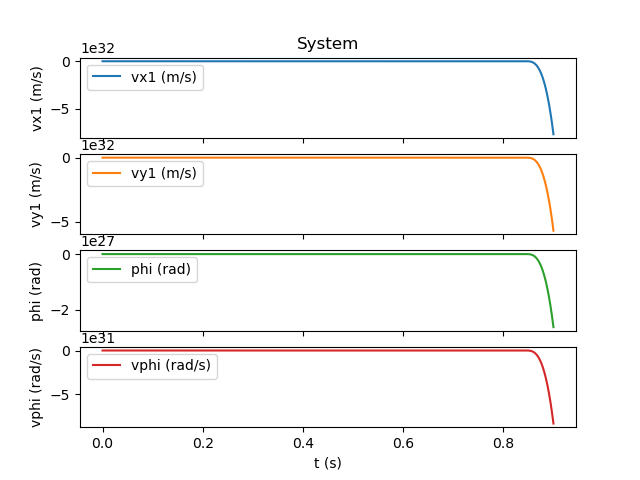 System
1e32
0
−5
vx1 (m/s)
vx1 (m/s)
1e32
0
−5
vy1 (m/s)
vy1 (m/s)
1e27
0
−2
phi (rad)
phi (rad)
1e31
0
−5
vphi (rad/s)
vphi (rad/s)
0.0 0.2 0.4 0.6 0.8
t (s)